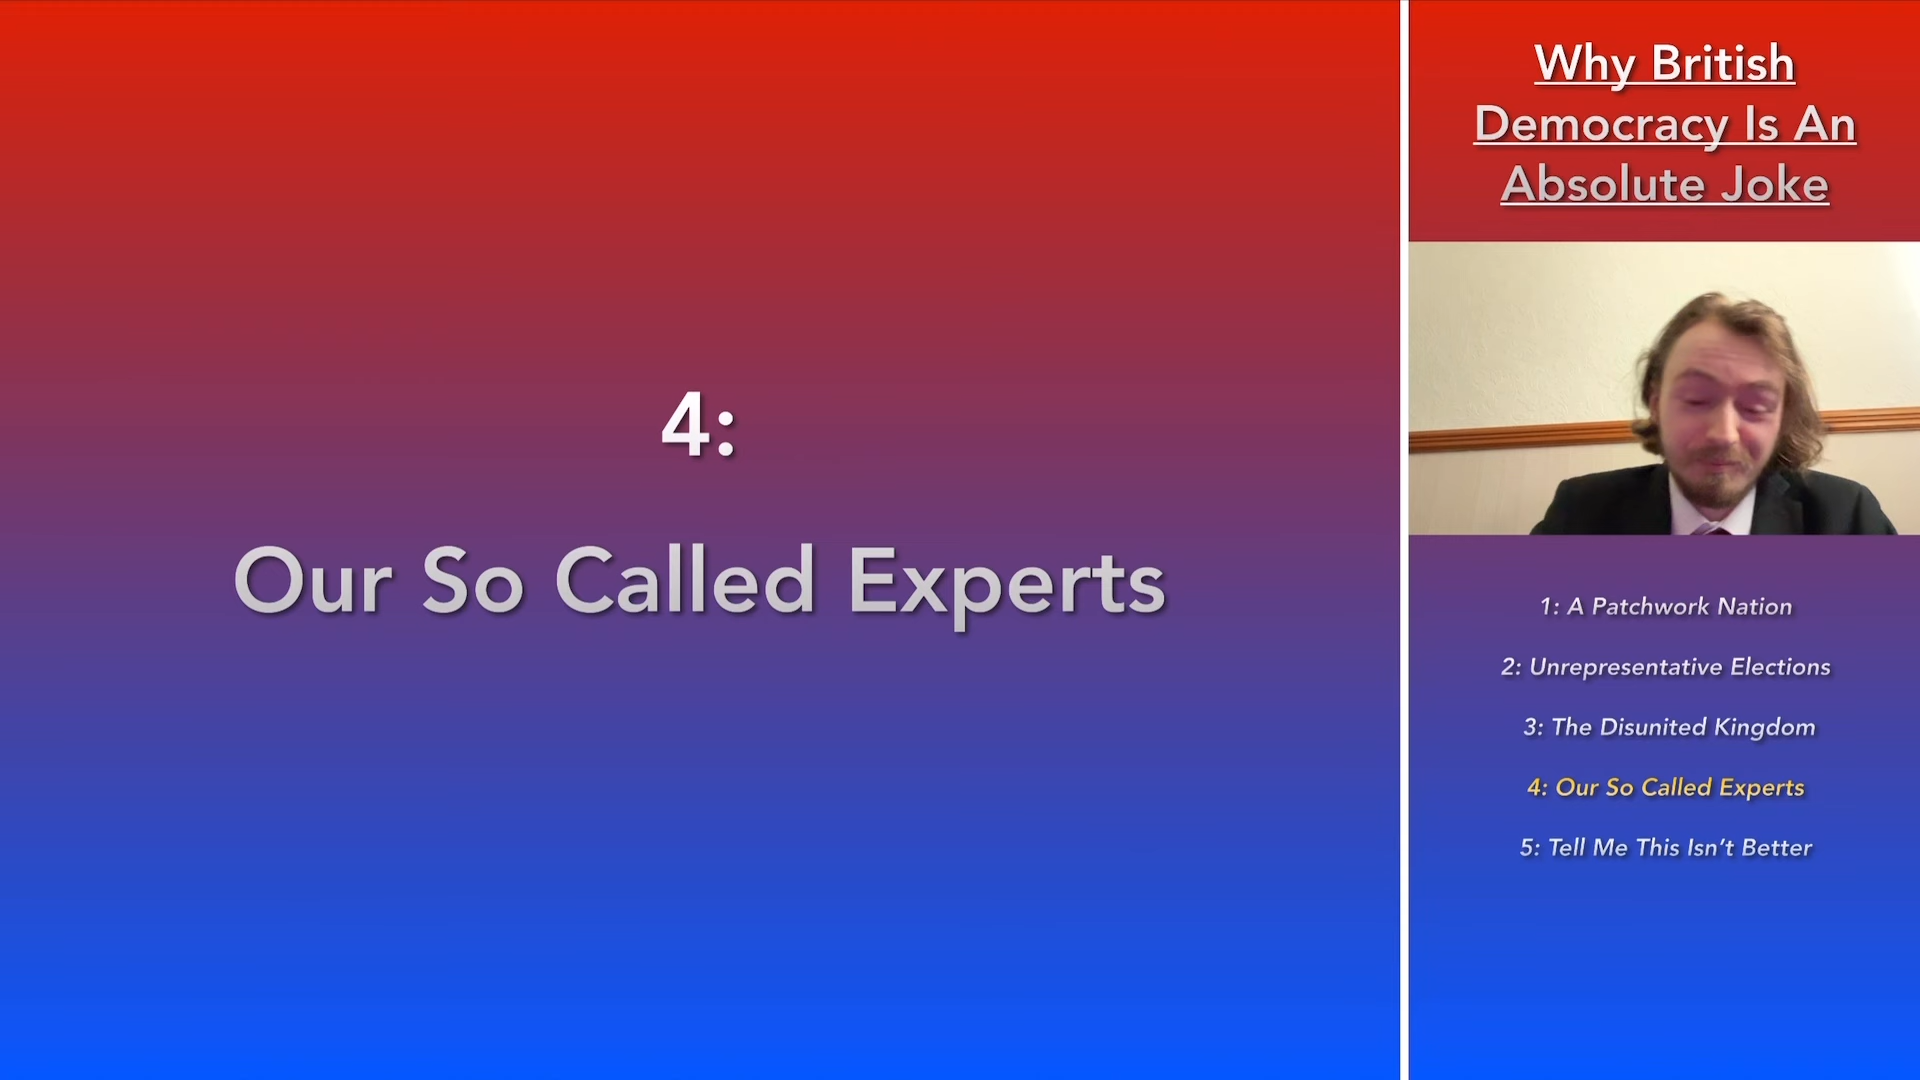 4:
Our So Called Experts
Why British
Democracy Is An
Absolute Joke
1: A Patchwork Nation
2: Unrepresentative Elections
3: The Disunited Kingdom
4: Our So Called Experts
5: Tell Me This Isn’t Better